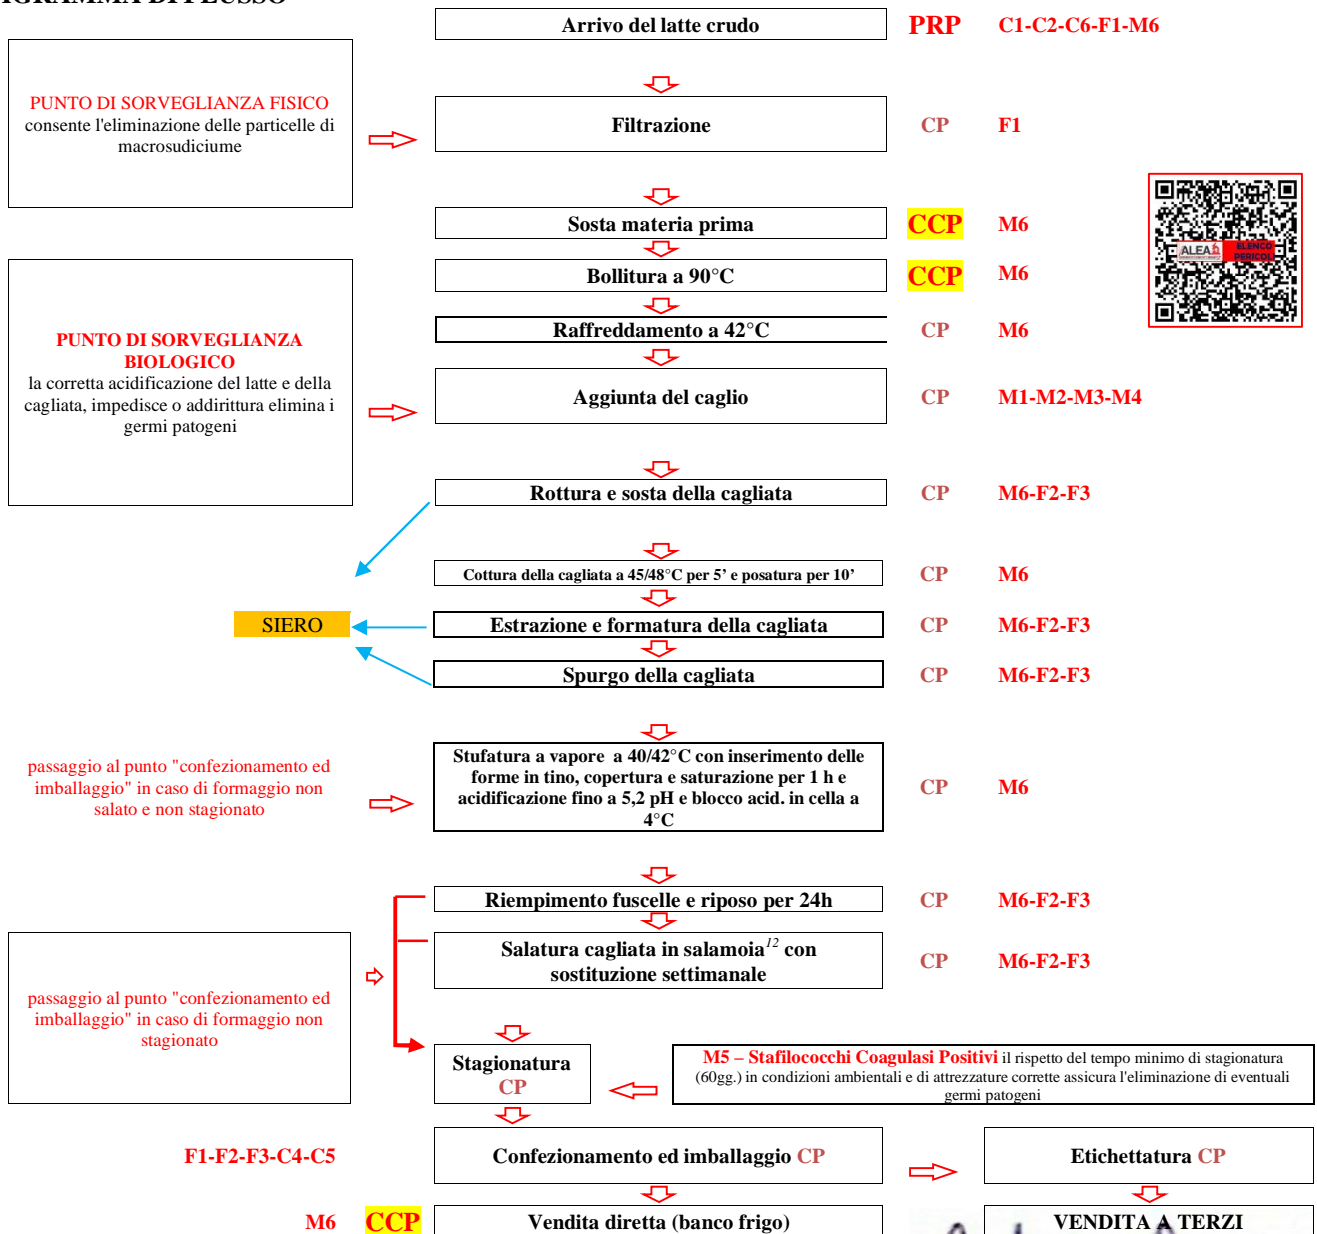 AGRAMMA DI FLUSSO
Arrivo del latte crudo
PRP
C1-C2-C6-F1-M6
PUNTO DI SORVEGLIANZA FISICO
consente l'eliminazione delle particelle di
macrosudiciume
Filtrazione
CP
F1
Sosta materia prima
CCP
M6
Bollitura a 90°C
CCP
M6
ALEA
ELENCO
PERICOLI
Raffreddamento a 42°C
CP
M6
PUNTO DI SORVEGLIANZA
BIOLOGICO
la corretta acidificazione del latte e della
cagliata, impedisce o addirittura elimina i
germi patogeni
Aggiunta del caglio
CP
M1-M2-M3-M4
Rottura e sosta della cagliata
CP
M6-F2-F3
Cottura della cagliata a 45/48°C per 5’ e posatura per 10’
CP
M6
SIERO
Estrazione e formatura della cagliata
CP
M6-F2-F3
Spurgo della cagliata
CP
M6-F2-F3
passaggio al punto "confezionamento ed
imballaggio" in caso di formaggio non
salato e non stagionato
Stufatura a vapore a 40/42°C con inserimento delle
forme in tino, copertura e saturazione per 1 h e
acidificazione fino a 5,2 pH e blocco acid. in cella a
4°C
CP
M6
Riempimento fuscelle e riposo per 24h
CP
M6-F2-F3
Salatura cagliata in salamoia12 con
sostituzione settimanale
CP
M6-F2-F3
passaggio al punto "confezionamento ed
imballaggio" in caso di formaggio non
stagionato
Stagionatura
CP
M5 – Stafilococchi Coagulasi Positivi il rispetto del tempo minimo di stagionatura
(60gg.) in condizioni ambientali e di attrezzature corrette assicura l'eliminazione di eventuali
germi patogeni
F1-F2-F3-C4-C5
Confezionamento ed imballaggio CP
Etichettatura CP
M6
CCP
Vendita diretta (banco frigo)
VENDITA A TERZI